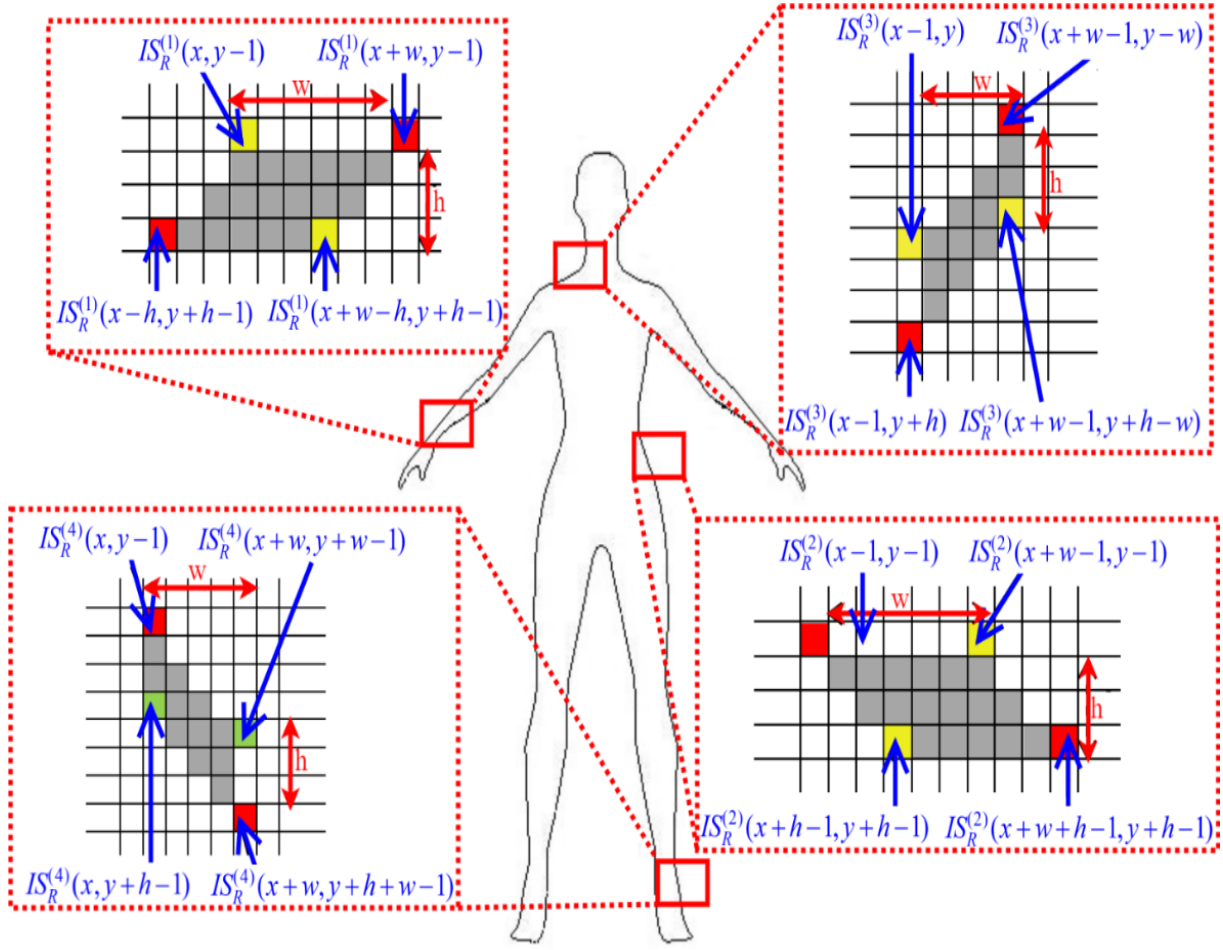 IS_R^(1)(x, y−1) IS_R^(1)(x+w, y−1)
w
h
IS_R^(1)(x−h, y+h−1) IS_R^(1)(x+w−h, y+h−1)
IS_R^(3)(x−1, y) IS_R^(3)(x+w−1, y−w)
w
h
IS_R^(3)(x−1, y+h) IS_R^(3)(x+w−1, y+h−w)
IS_R^(4)(x, y−1) IS_R^(4)(x+w, y+w−1)
w
h
IS_R^(4)(x, y+h−1) IS_R^(4)(x+w, y+h+w−1)
IS_R^(2)(x−1, y−1) IS_R^(2)(x+w−1, y−1)
w
h
IS_R^(2)(x+h−1, y+h−1) IS_R^(2)(x+w+h−1, y+h−1)